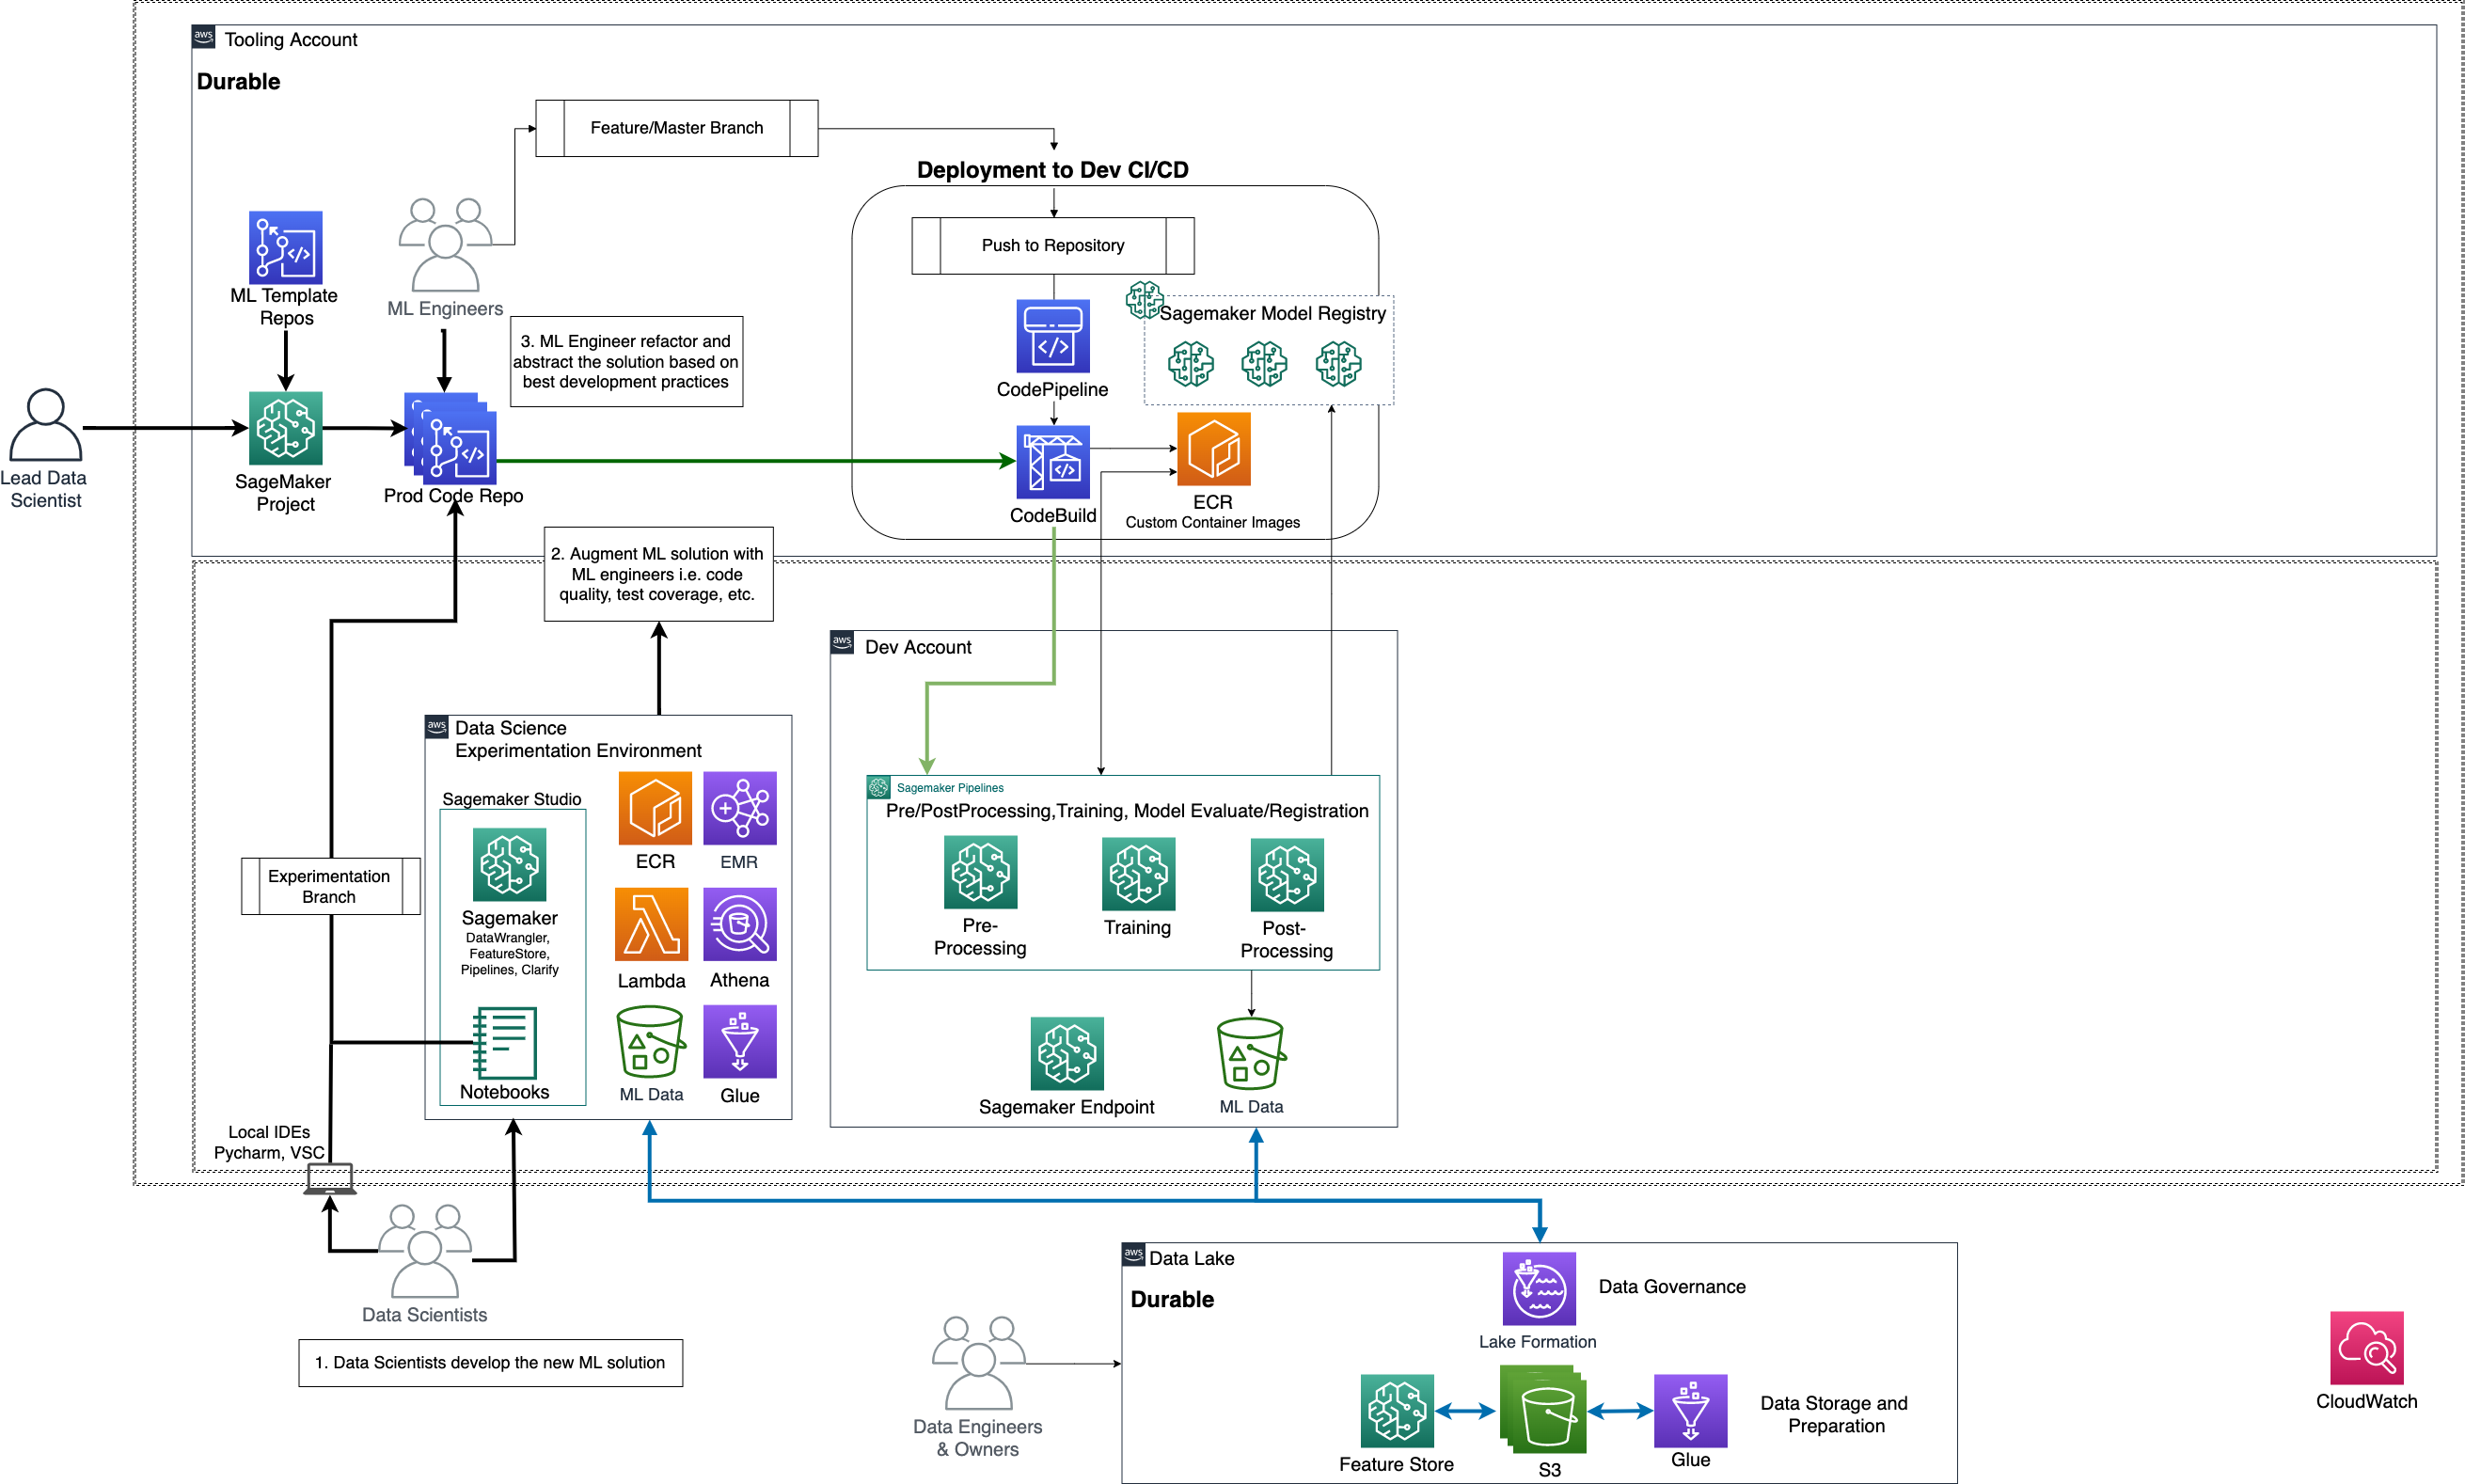 aws
Tooling Account
Durable
Feature/Master Branch
Deployment to Dev CI/CD
Push to Repository
ML Template
Repos
ML Engineers
3. ML Engineer refactor and
abstract the solution based on
best development practices
Sagemaker Model Registry
CodePipeline
Lead Data
Scientist
SageMaker
Project
Prod Code Repo
CodeBuild
ECR
Custom Container Images
2. Augment ML solution with
ML engineers i.e. code
quality, test coverage, etc.
aws
Dev Account
aws
Data Science
Experimentation Environment
Sagemaker Studio
Sagemaker
DataWrangler,
FeatureStore,
Pipelines, Clarify
Notebooks
ECR
EMR
Lambda
Athena
ML Data
Glue
Experimentation
Branch
Sagemaker Pipelines
Pre/PostProcessing,Training, Model Evaluate/Registration
Pre-
Processing
Training
Post-
Processing
Sagemaker Endpoint
ML Data
Local IDEs
Pycharm, VSC
Data Scientists
1. Data Scientists develop the new ML solution
aws
Data Lake
Durable
Data Governance
Lake Formation
Data Engineers
& Owners
Feature Store
S3
Glue
Data Storage and
Preparation
CloudWatch